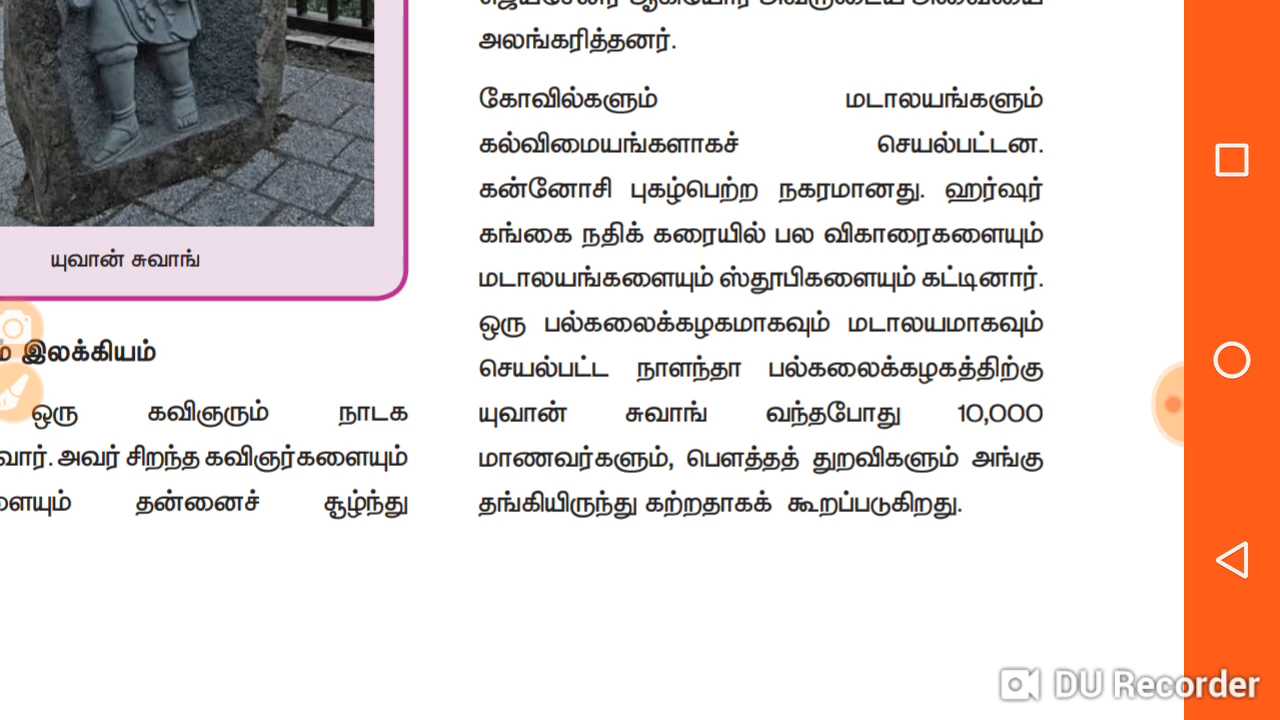 யுவான் சுவாங்
இலக்கியம்
ஒரு கவிஞரும் நாடக
அவர் சிறந்த கவிஞர்களையும்
தன்னைச் சூழ்ந்து
அலங்கரித்தனர்.
கோவில்களும் மடாலயங்களும்
கல்விமையங்களாகச் செயல்பட்டன.
கன்னோசி புகழ்பெற்ற நகரமானது. ஹர்ஷர்
கங்கை நதிக் கரையில் பல விகாரைகளையும்
மடாலயங்களையும் ஸ்தூபிகளையும் கட்டினார்.
ஒரு பல்கலைக்கழகமாகவும் மடாலயமாகவும்
செயல்பட்ட நாளந்தா பல்கலைக்கழகத்திற்கு
யுவான் சுவாங் வந்தபோது 10,000
மாணவர்களும், பௌத்தத் துறவிகளும் அங்கு
தங்கியிருந்து கற்றதாகக் கூறப்படுகிறது.
DU Recorder